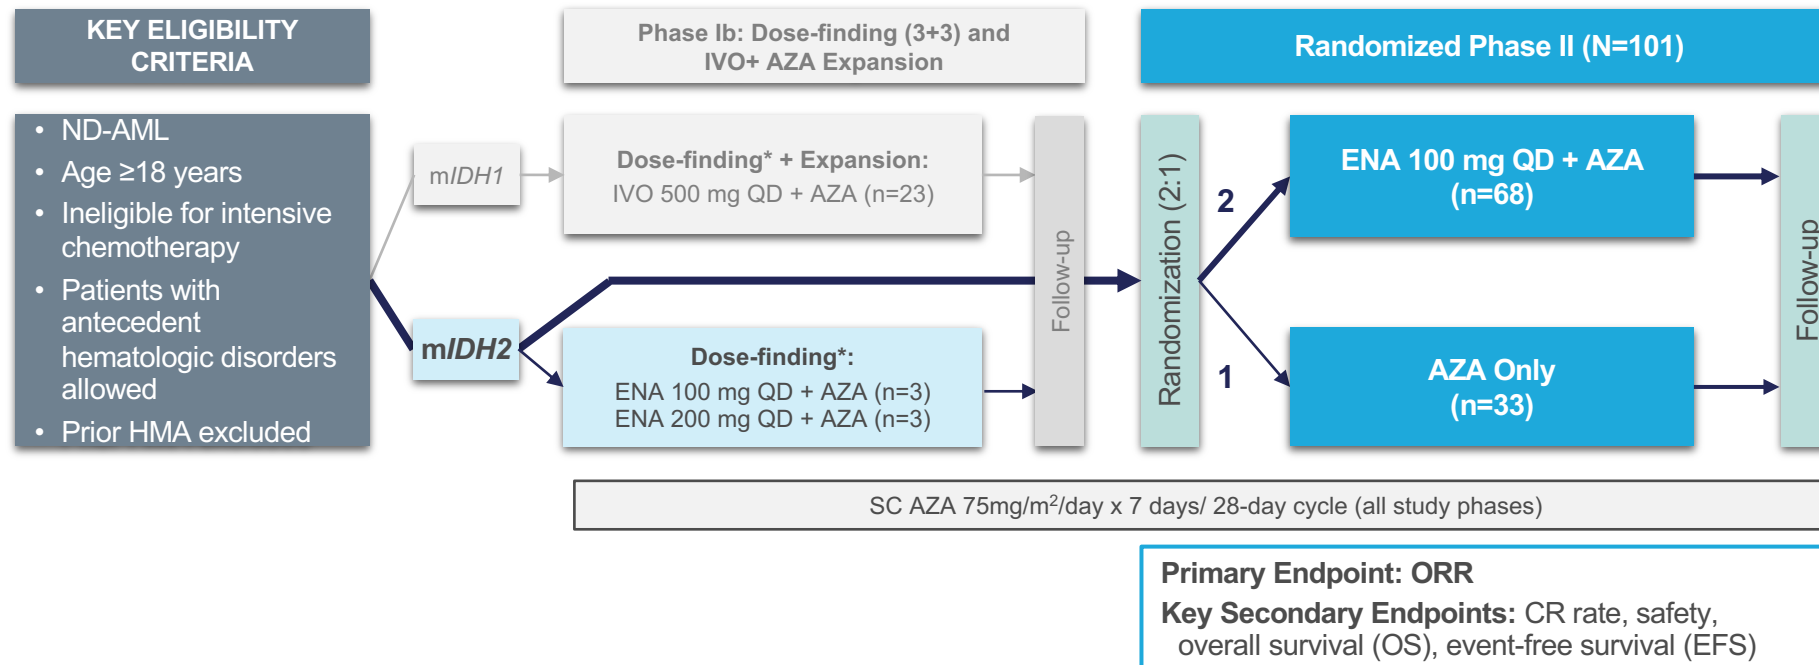 KEY ELIGIBILITY
CRITERIA
• ND-AML
• Age ≥18 years
• Ineligible for intensive
chemotherapy
• Patients with
antecedent
hematologic disorders
allowed
• Prior HMA excluded
mIDH1
mIDH2
Phase Ib: Dose-finding (3+3) and
IVO+ AZA Expansion
Dose-finding* + Expansion:
IVO 500 mg QD + AZA (n=23)
Dose-finding*:
ENA 100 mg QD + AZA (n=3)
ENA 200 mg QD + AZA (n=3)
Follow-up
Randomized Phase II (N=101)
Randomization (2:1)
2
1
ENA 100 mg QD + AZA
(n=68)
AZA Only
(n=33)
Follow-up
SC AZA 75mg/m²/day x 7 days/ 28-day cycle (all study phases)
Primary Endpoint: ORR
Key Secondary Endpoints: CR rate, safety,
overall survival (OS), event-free survival (EFS)